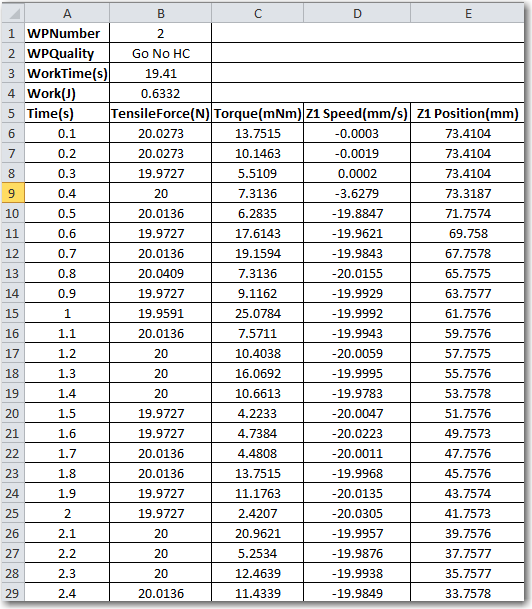 A B C D E
1 WPNumber 2
2 WPQuality Go No HC
3 WorkTime(s) 19.41
4 Work(J) 0.6332
5 Time(s) TensileForce(N) Torque(mNm) Z1 Speed(mm/s) Z1 Position(mm)
6 0.1 20.0273 13.7515 -0.0003 73.4104
7 0.2 20.0273 10.1463 -0.0019 73.4104
8 0.3 19.9727 5.5109 0.0002 73.4104
9 0.4 20 7.3136 -3.6279 73.3187
10 0.5 20.0136 6.2835 -19.8847 71.7574
11 0.6 19.9727 17.6143 -19.9621 69.758
12 0.7 20.0136 19.1594 -19.9843 67.7578
13 0.8 20.0409 7.3136 -20.0155 65.7575
14 0.9 19.9727 9.1162 -19.9929 63.7577
15 1 19.9591 25.0784 -19.9992 61.7576
16 1.1 20.0136 7.5711 -19.9943 59.7576
17 1.2 20 10.4038 -20.0059 57.7575
18 1.3 20 16.0692 -19.9995 55.7576
19 1.4 20 10.6613 -19.9783 53.7578
20 1.5 19.9727 4.2233 -20.0047 51.7576
21 1.6 19.9727 4.7384 -20.0223 49.7573
22 1.7 20.0136 4.4808 -20.0011 47.7576
23 1.8 20.0136 13.7515 -19.9968 45.7576
24 1.9 19.9727 11.1763 -20.0135 43.7574
25 2 19.9727 2.4207 -20.0305 41.7573
26 2.1 20 20.9621 -19.9957 39.7576
27 2.2 20 5.2534 -19.9876 37.7577
28 2.3 20 12.4639 -19.9938 35.7577
29 2.4 20.0136 11.4339 -19.9849 33.7578